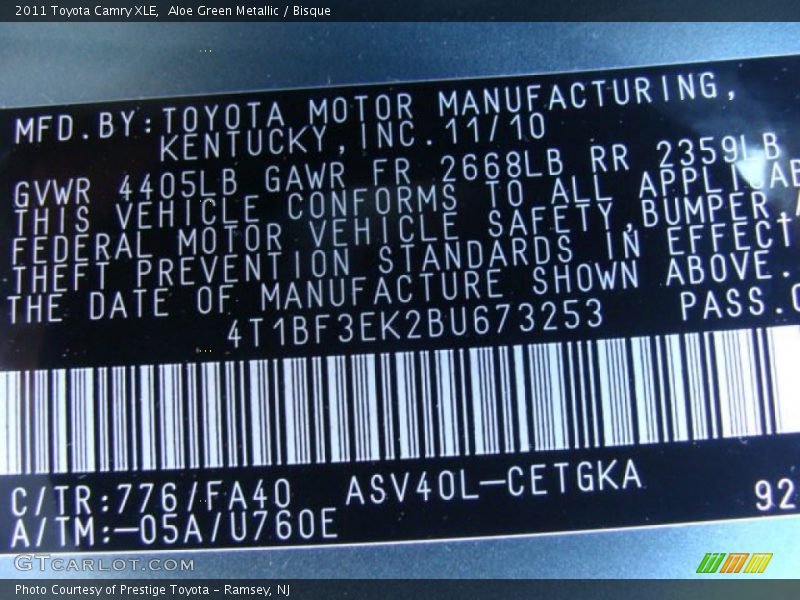 2011 Toyota Camry XLE,  Aloe Green Metallic / Bisque
MFD.BY:TOYOTA MOTOR MANUFACTURING,
KENTUCKY,INC.11/10
GVWR 4405LB GAWR FR 2668LB RR 2359LB
THIS VEHICLE CONFORMS TO ALL APPLICAB
FEDERAL MOTOR VEHICLE SAFETY,BUMPER,A
THEFT PREVENTION STANDARDS IN EFFECT
THE DATE OF MANUFACTURE SHOWN ABOVE.
4T1BF3EK2BU673253 PASS.C
C/TR:776/FA40 ASV40L-CETGKA
A/TM:-05A/U760E 92
GTCARLOT.COM
Photo Courtesy of Prestige Toyota - Ramsey, NJ